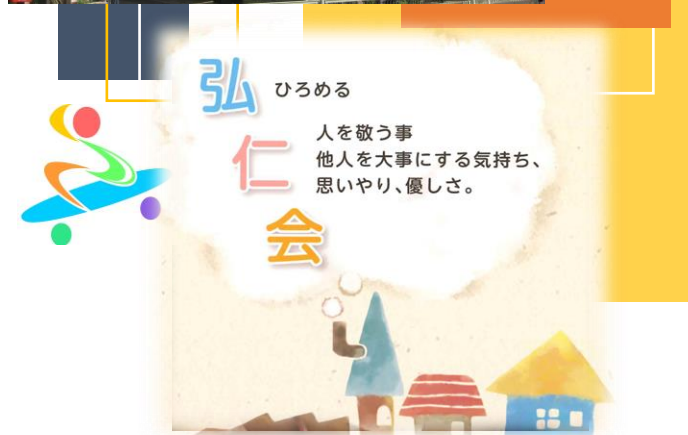 弘 ひろめる
仁 人を敬う事
他人を大事にする気持ち、
思いやり、優しさ。
会